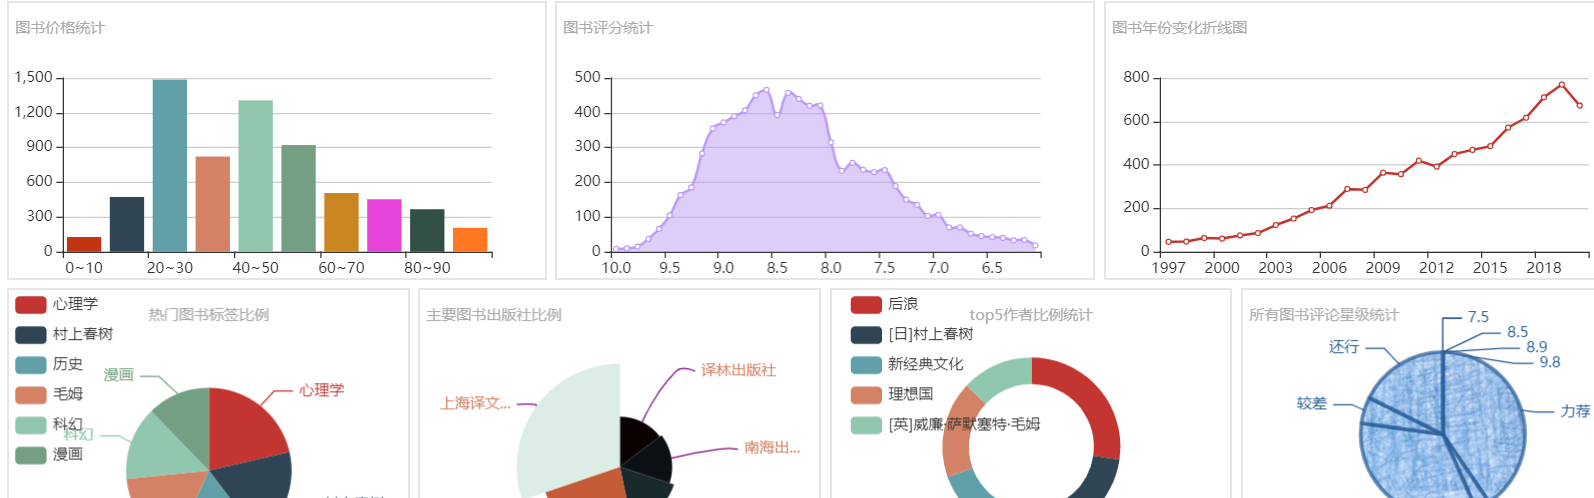 图书价格统计
1,500
1,200
900
600
300
0
0~10
20~30
40~50
60~70
80~90
图书评分统计
500
400
300
200
100
0
10.0
9.5
9.0
8.5
8.0
7.5
7.0
6.5
图书年份变化折线图
800
600
400
200
0
1997
2000
2003
2006
2009
2012
2015
2018
热门图书标签比例
心理学
村上春树
历史
毛姆
科幻
漫画
漫画
心理学
科幻
主要图书出版社比例
译林出版社
上海译文...
南海出...
top5作者比例统计
后浪
[日]村上春树
新经典文化
理想国
[英]威廉·萨默塞特·毛姆
所有图书评论星级统计
7.5
8.5
8.9
9.8
还行
较差
力荐